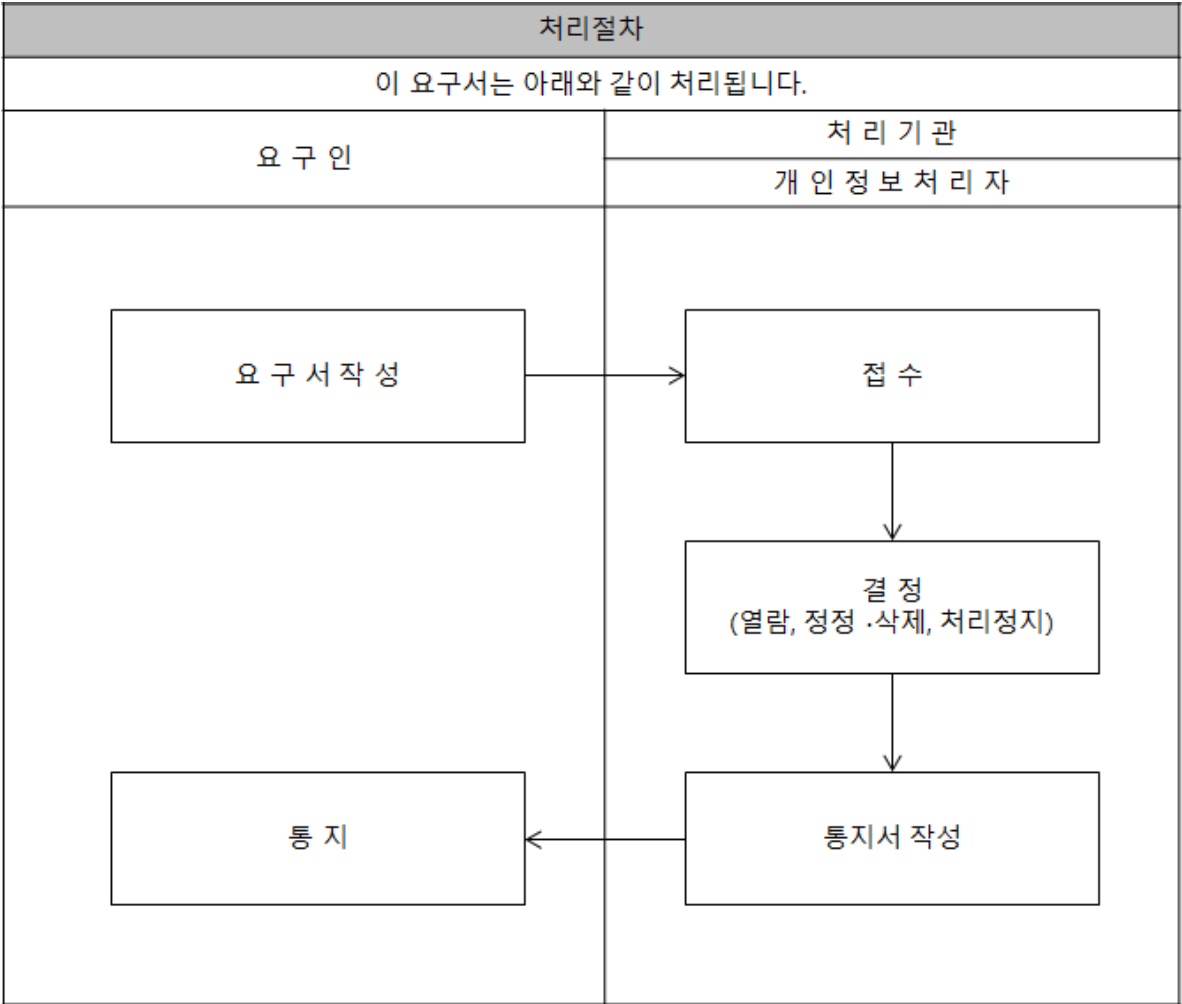 처리절차
이 요구서는 아래와 같이 처리됩니다.
요 구 인
처 리 기 관
개 인 정 보 처 리 자
요 구 서 작 성
접 수
결 정
(열람, 정정 ·삭제, 처리정지)
통 지
통지서 작성